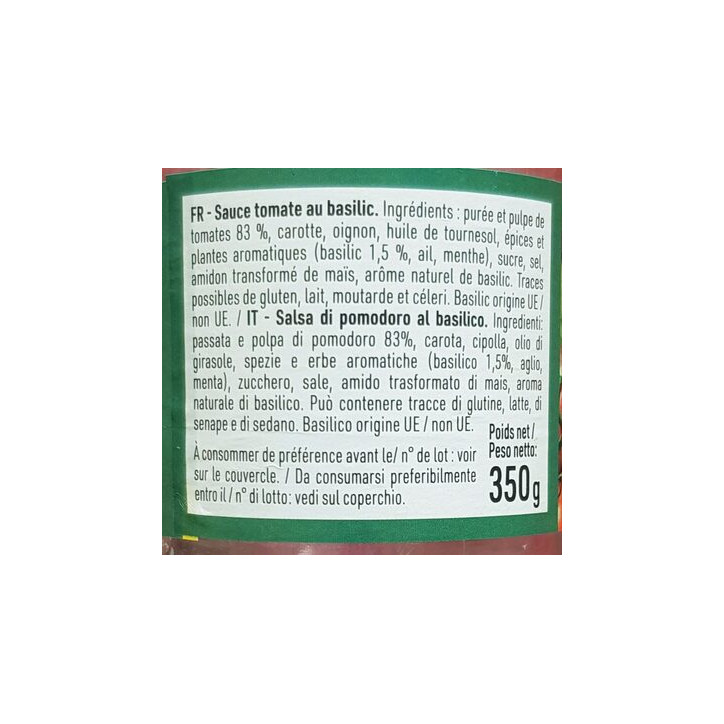 FR - Sauce tomate au basilic. Ingrédients : purée et pulpe de
tomates 83 %, carotte, oignon, huile de tournesol, épices et
plantes aromatiques (basilic 1,5 %, ail, menthe), sucre, sel,
amidon transformé de maïs, arôme naturel de basilic. Traces
possibles de gluten, lait, moutarde et céleri. Basilic origine UE /
non UE. / IT - Salsa di pomodoro al basilico. Ingredienti:
passata e polpa di pomodoro 83%, carota, cipolla, olio di
girasole, spezie e erbe aromatiche (basilico 1,5%, aglio,
menta), zucchero, sale, amido trasformato di mais, aroma
naturale di basilico. Può contenere tracce di glutine, latte, di
senape e di sedano. Basilico origine UE / non UE.
À consommer de préférence avant le/ n° de lot : voir
sur le couvercle. / Da consumarsi preferibilmente
entro il / n° di lotto: vedi sul coperchio.
Poids net /
Peso netto:
350g